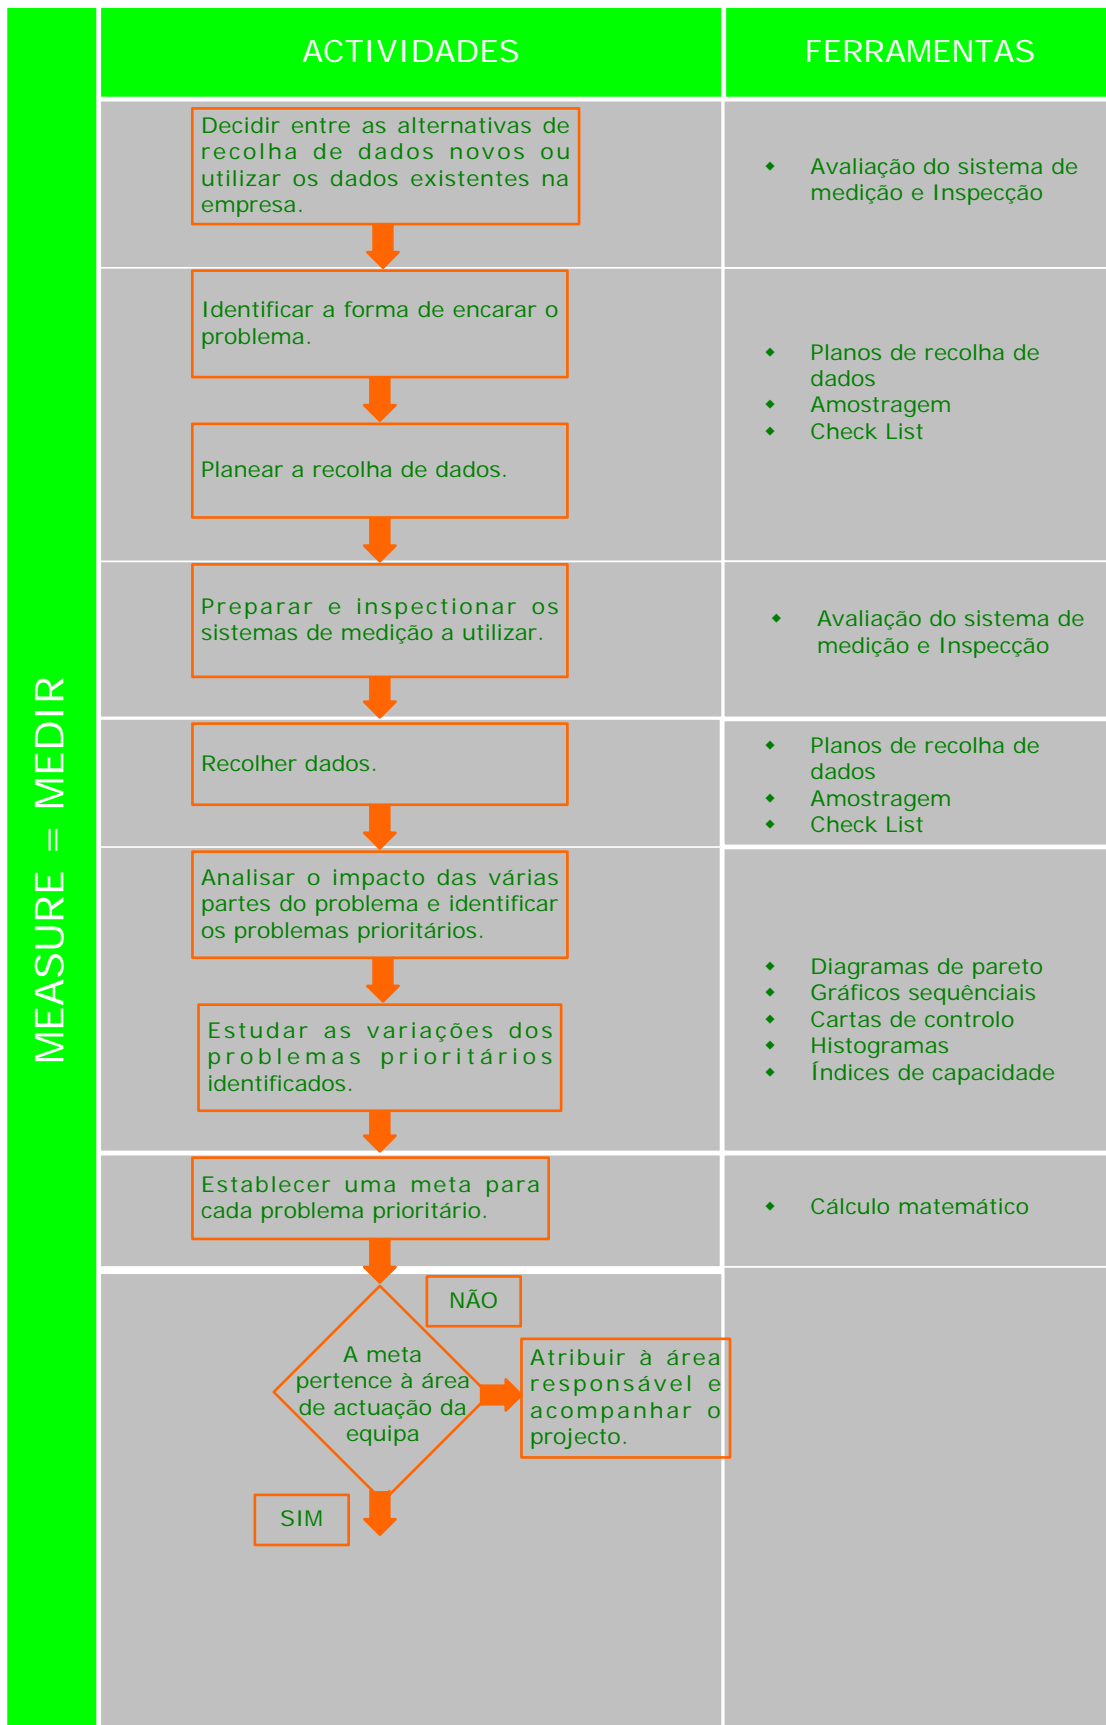 ACTIVIDADES
FERRAMENTAS
MEASURE = MEDIR
Decidir entre as alternativas de
recolha de dados novos ou
utilizar os dados existentes na
empresa.
Avaliação do sistema de
medição e Inspecção
Identificar a forma de encarar o
problema.
Planear a recolha de dados.
Planos de recolha de
dados
Amostragem
Check List
Preparar e inspectionar os
sistemas de medição a utilizar.
Avaliação do sistema de
medição e Inspecção
Recolher dados.
Planos de recolha de
dados
Amostragem
Check List
Analisar o impacto das várias
partes do problema e identificar
os problemas prioritários.
Estudar as variações dos
problemas prioritários
identificados.
Diagramas de pareto
Gráficos sequênciais
Cartas de controlo
Histogramas
Índices de capacidade
Establecer uma meta para
cada problema prioritário.
Cálculo matemático
NÃO
A meta
pertence à área
de actuação da
equipa
Atribuir à área
responsável e
acompanhar o
projecto.
SIM